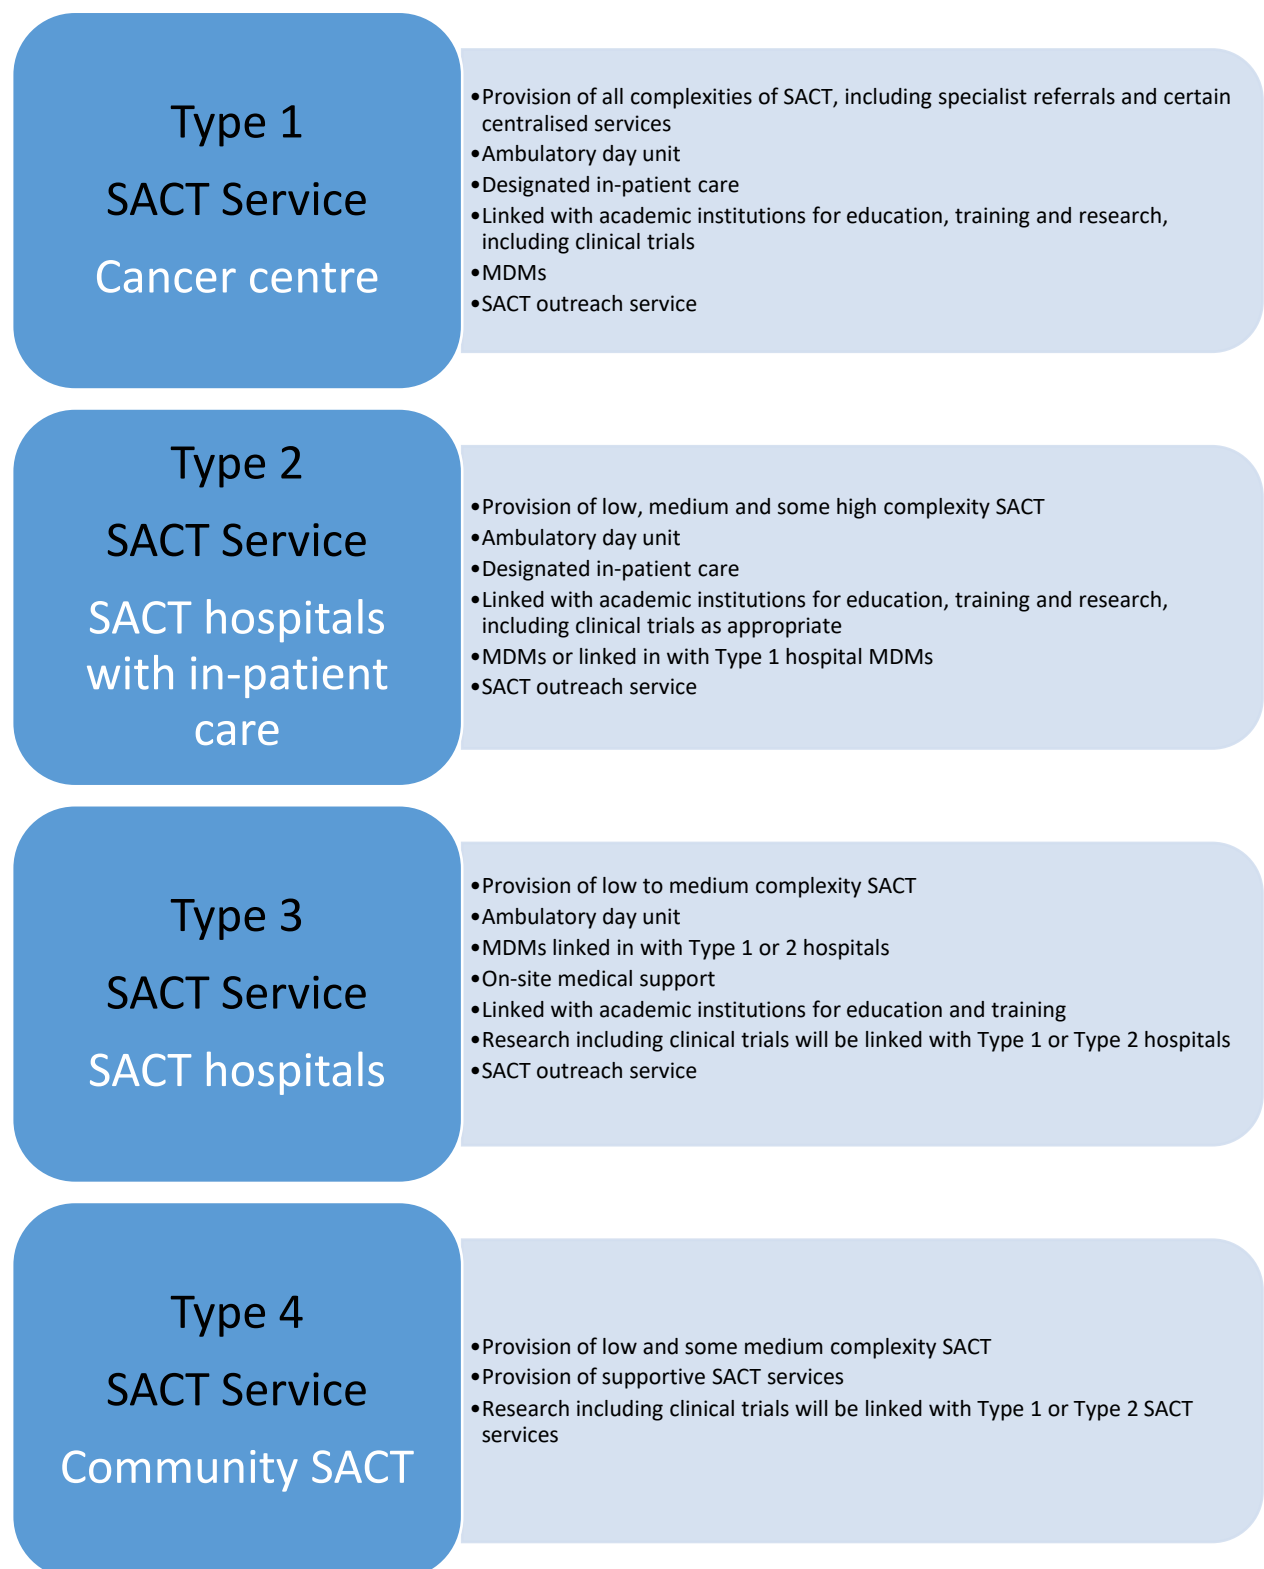 Type 1
SACT Service
Cancer centre
•Provision of all complexities of SACT, including specialist referrals and certain
centralised services
•Ambulatory day unit
•Designated in-patient care
•Linked with academic institutions for education, training and research,
including clinical trials
•MDMs
•SACT outreach service
Type 2
SACT Service
SACT hospitals
with in-patient
care
•Provision of low, medium and some high complexity SACT
•Ambulatory day unit
•Designated in-patient care
•Linked with academic institutions for education, training and research,
including clinical trials as appropriate
•MDMs or linked in with Type 1 hospital MDMs
•SACT outreach service
Type 3
SACT Service
SACT hospitals
•Provision of low to medium complexity SACT
•Ambulatory day unit
•MDMs linked in with Type 1 or 2 hospitals
•On-site medical support
•Linked with academic institutions for education and training
•Research including clinical trials will be linked with Type 1 or Type 2 hospitals
•SACT outreach service
Type 4
SACT Service
Community SACT
•Provision of low and some medium complexity SACT
•Provision of supportive SACT services
•Research including clinical trials will be linked with Type 1 or Type 2 SACT
services